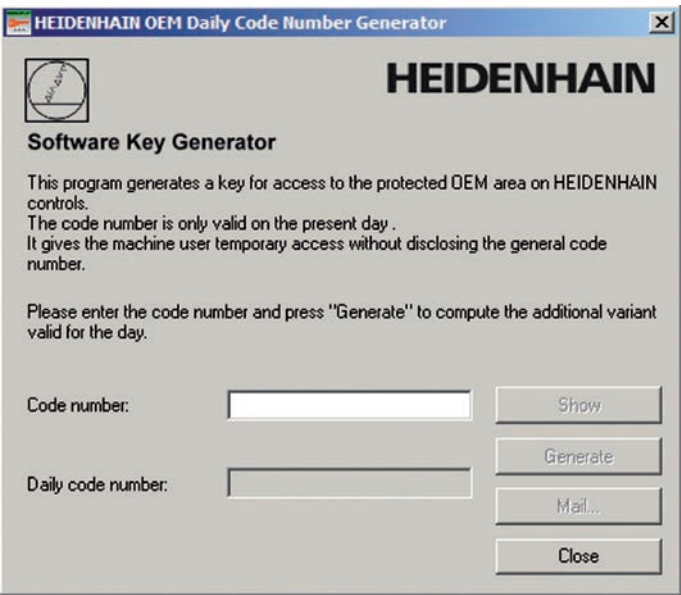 HEIDENHAIN OEM Daily Code Number Generator
HEIDENHAIN
Software Key Generator
This program generates a key for access to the protected OEM area on HEIDENHAIN
controls.
The code number is only valid on the present day .
It gives the machine user temporary access without disclosing the general code
number.
Please enter the code number and press "Generate" to compute the additional variant
valid for the day.
Code number:
Show
Generate
Daily code number:
Mail...
Close